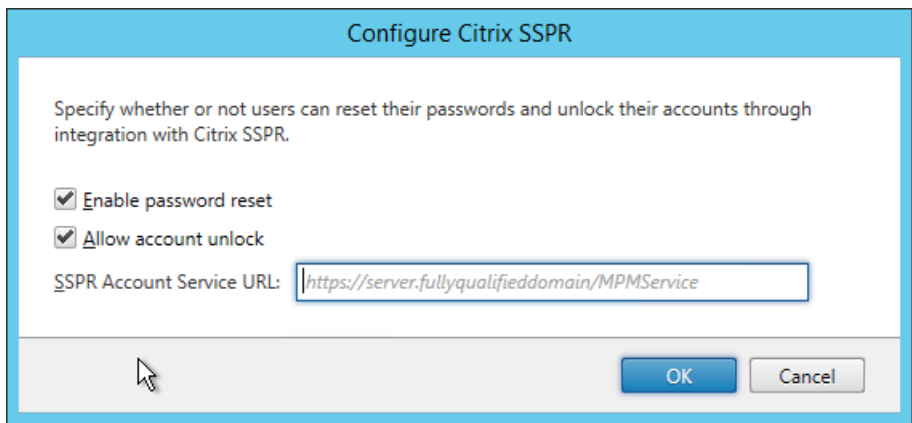 Configure Citrix SSPR
Specify whether or not users can reset their passwords and unlock their accounts through
integration with Citrix SSPR.
Enable password reset
Allow account unlock
SSPR Account Service URL: https://server.fullyqualifieddomain/MPMService
OK Cancel